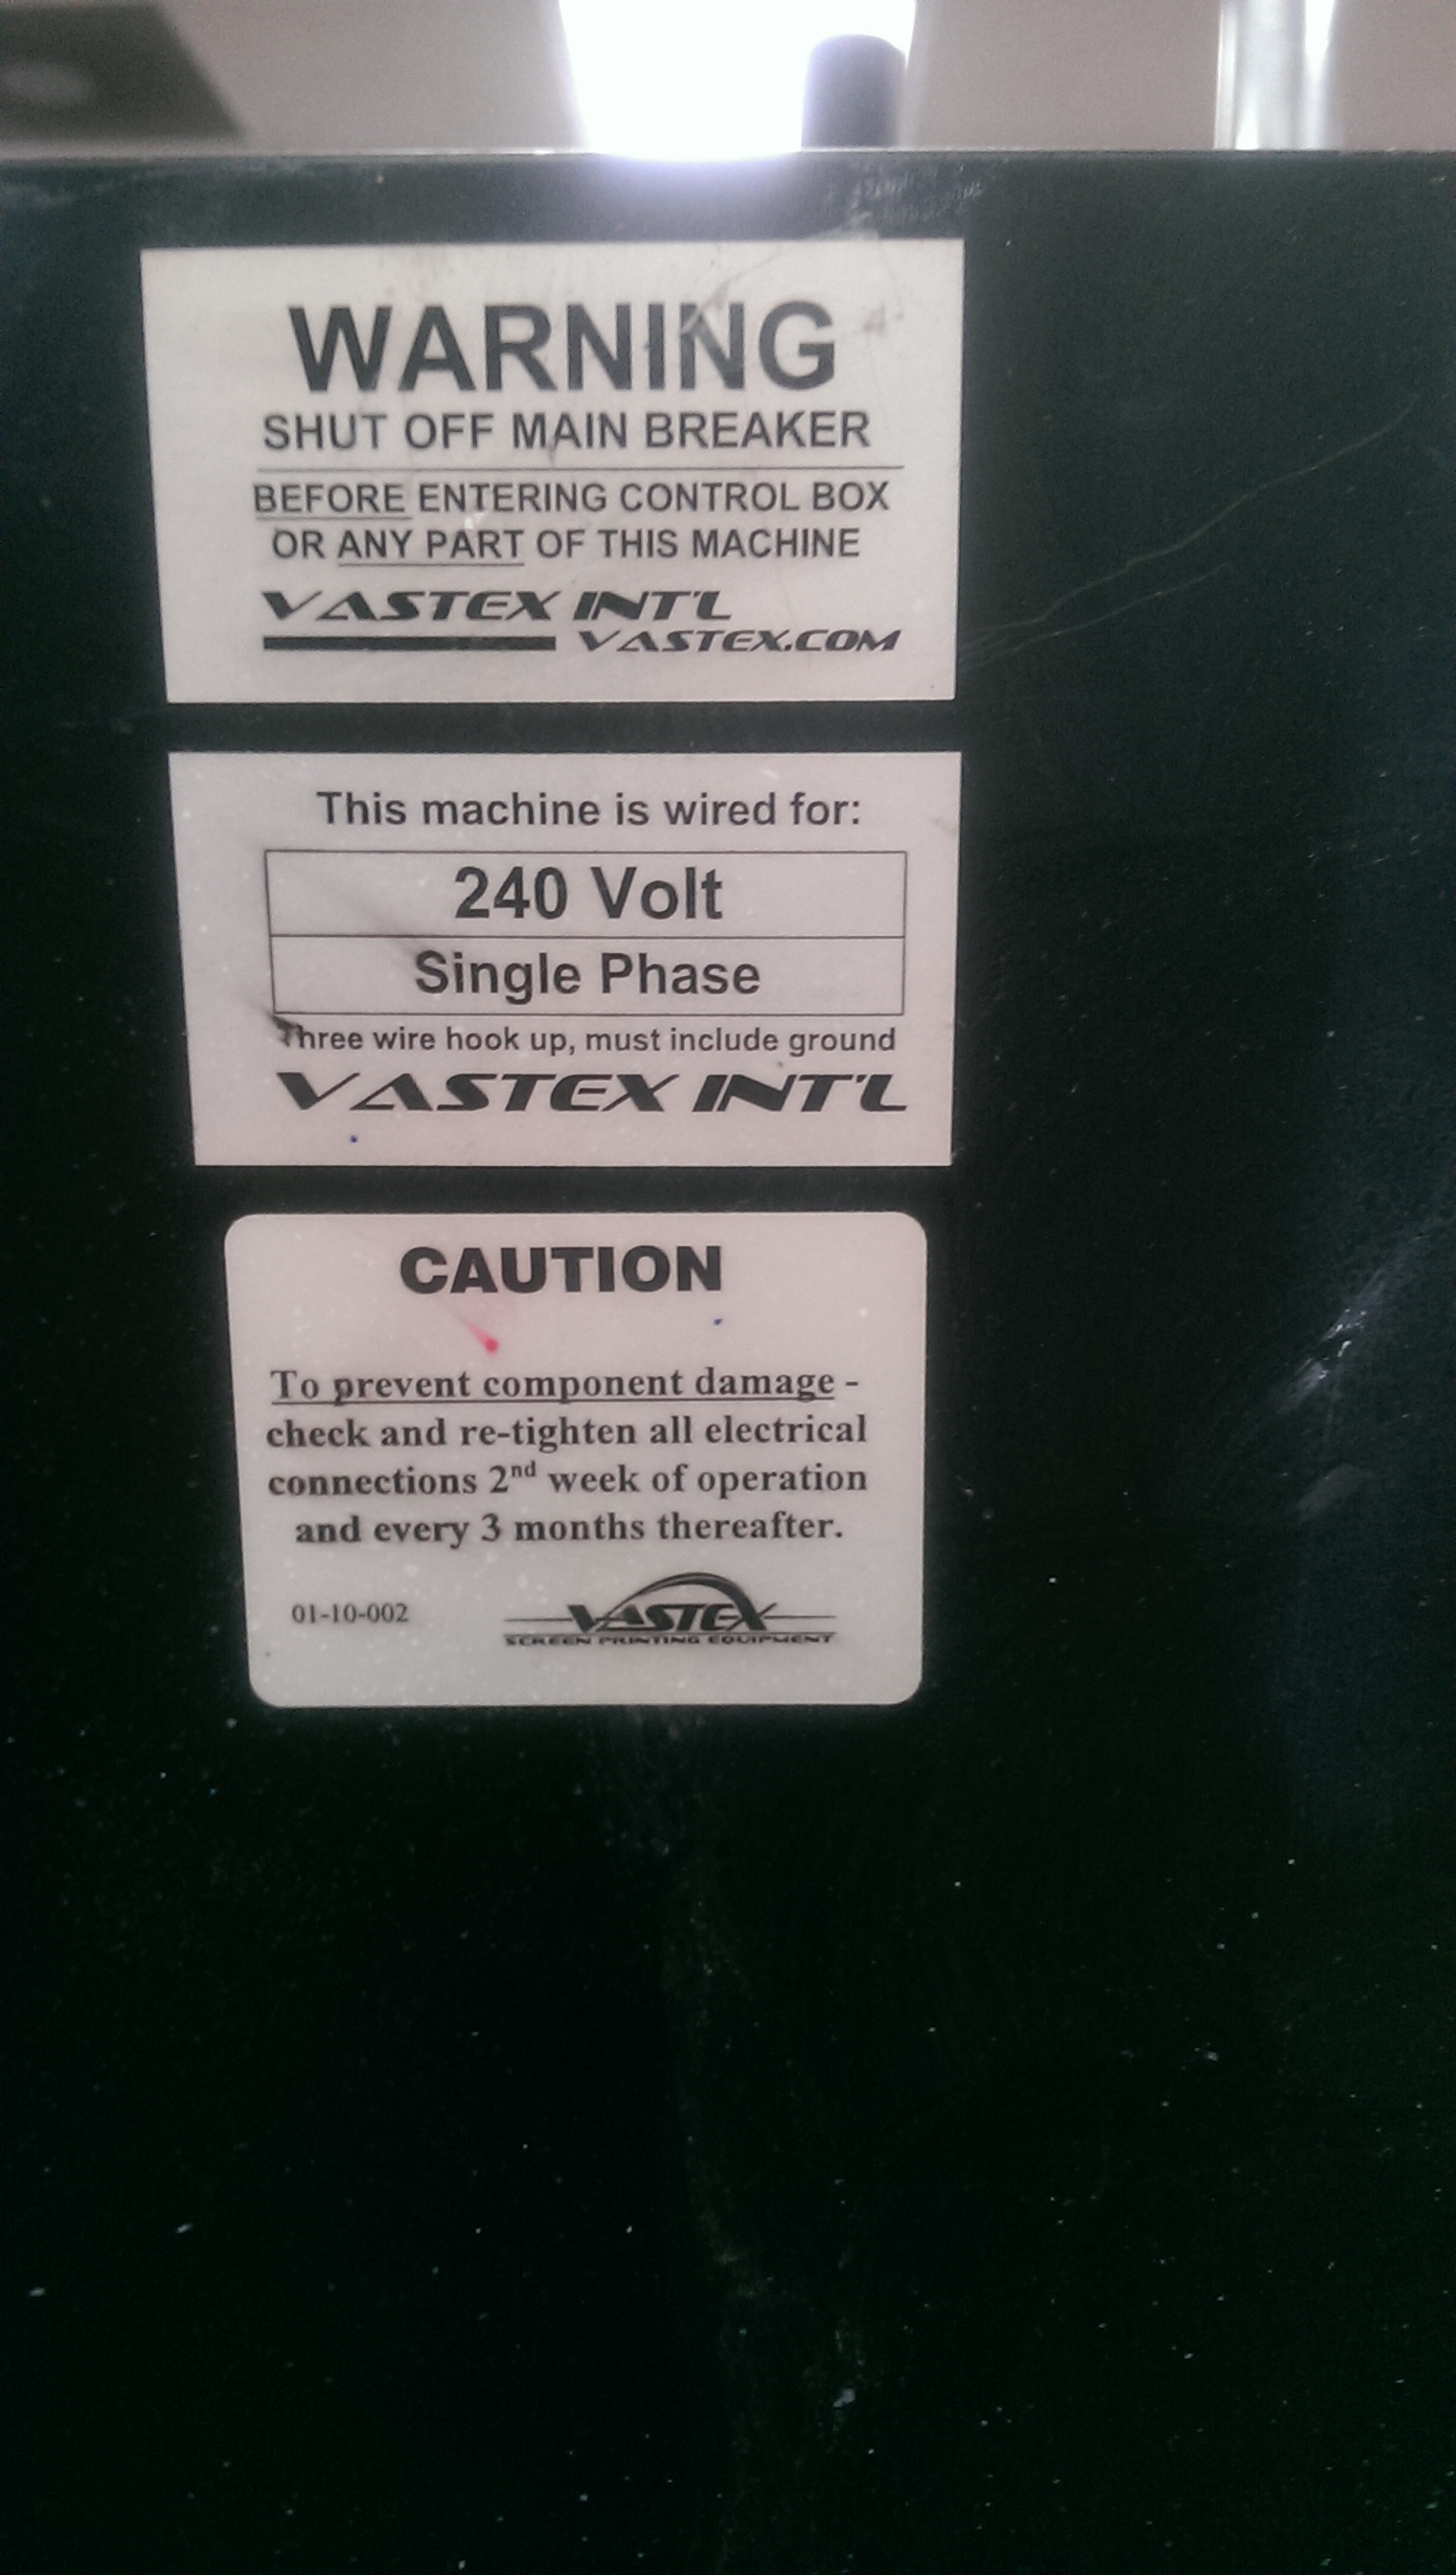 WARNING
SHUT OFF MAIN BREAKER
BEFORE ENTERING CONTROL BOX
OR ANY PART OF THIS MACHINE
VASTEX INT'L
VASTEX.COM
This machine is wired for:
240 Volt
Single Phase
Three wire hook up, must include ground
VASTEX INT'L
CAUTION
To prevent component damage -
check and re-tighten all electrical
connections 2nd week of operation
and every 3 months thereafter.
01-10-002
VASTEX
SCREEN PRINTING EQUIPMENT